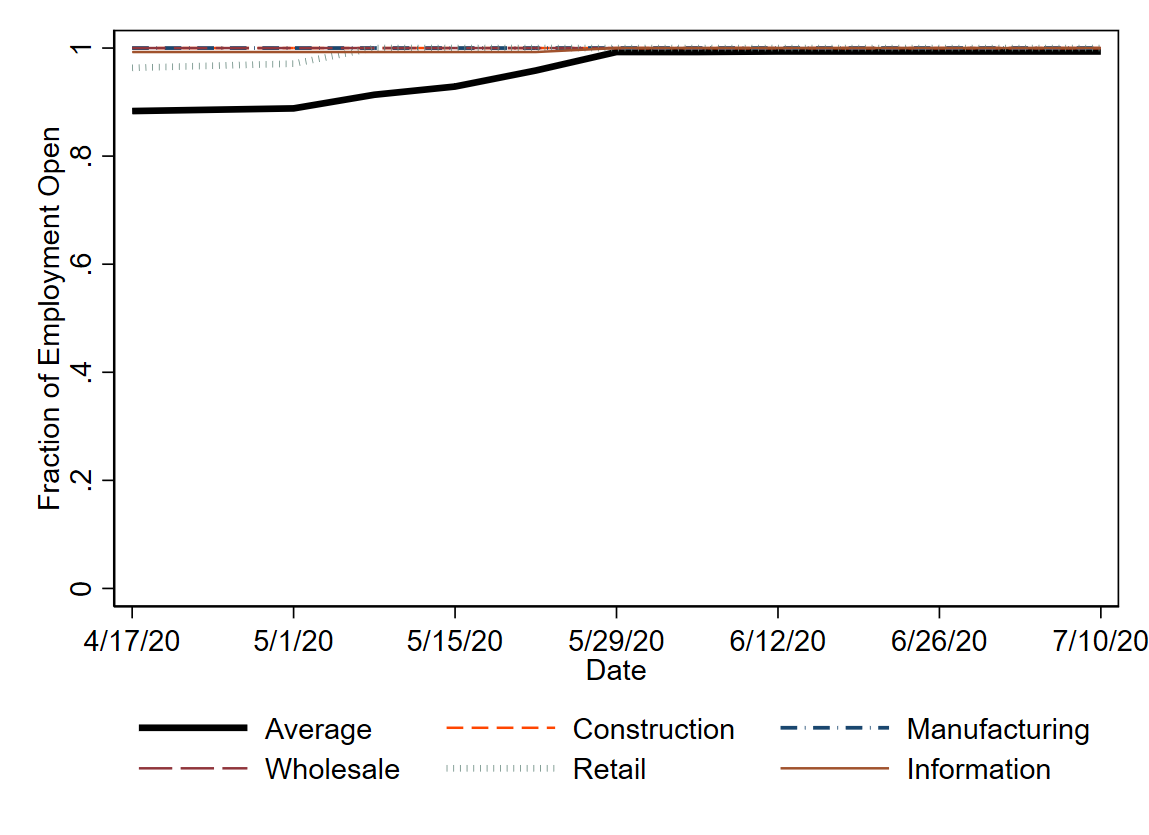 Fraction of Employment Open
1
.8
.6
.4
.2
0
4/17/20 5/1/20 5/15/20 5/29/20 6/12/20 6/26/20 7/10/20
Date
Average Construction Manufacturing
Wholesale Retail Information